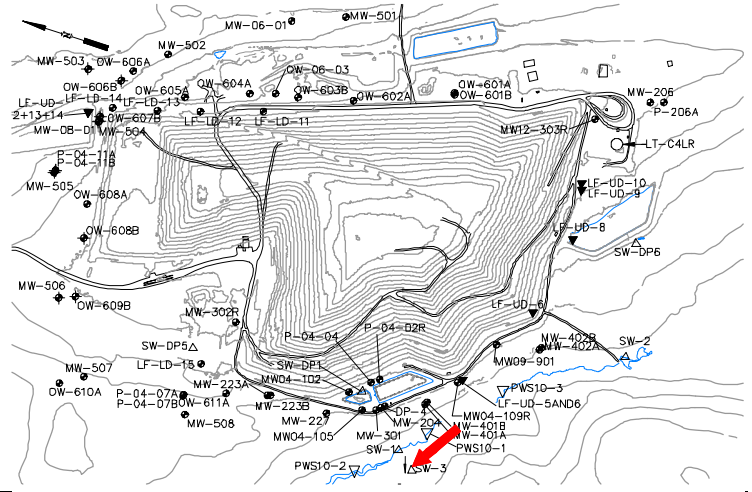 MW-501
MW-06-01
MW-502
MW-503
OW-606A
OW-06-03
OW-604A
OW-601A
OW-601B
OW-606B
OW-605A
OW-603B
OW-602A
MW-206
P-206A
LF-LD-14
LF-LD-13
LF-UD-
2+13+14
OW-607B
LF-LD-12
LF-LD-11
MW-08-D1
MW-504
MW12-303R
LT-C4LR
P-04-11A
P-04-11B
MW-505
LF-UD-10
LF-UD-9
OW-608A
OW-608B
F-UD-8
SW-DP6
MW-506
OW-609B
LF-UD-6
MW-302R
P-04-04
P-04-02R
MW-402B
MW-402A
SW-2
SW-DP5
MW09-901
LF-LD-15
SW-DP1
MW-507
MW04-102
OW-610A
MW-223A
PWS10-3
P-04-07A
P-04-07B
OW-611A
MW-223B
LF-UD-5AND6
MW-508
MW-227
DP-4
MW04-109R
MW-204
MW-401B
MW-401A
MW04-105
MW-301
SW-1
PWS10-1
PWS10-2
SW-3